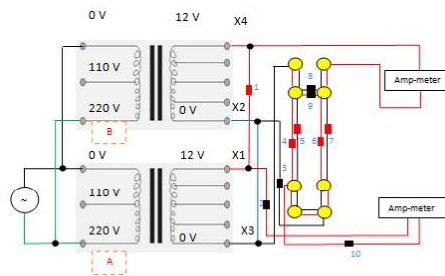 0 V 12 V X4
110 V
220 V 0 V X2
B
0 V 12 V X1
110 V
220 V 0 V X3
A
~
1
2
3
4 5 6 7
8
9
10
Amp-meter
Amp-meter